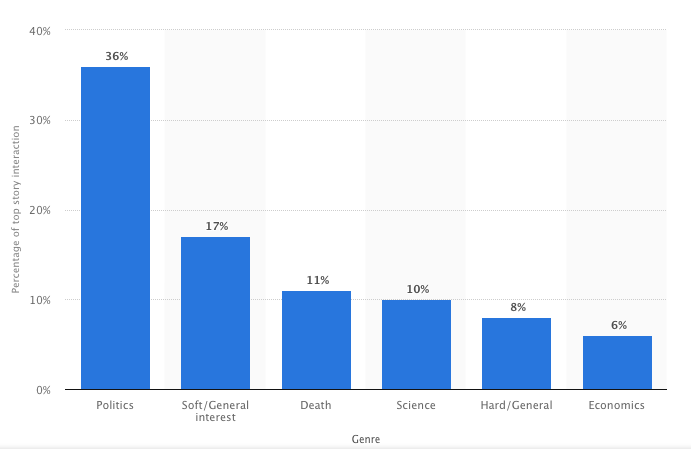 40%
36%
30%
Percentage of top story interaction
20%
17%
11%
10%
10%
8%
6%
0%
Politics
Soft/General
interest
Death
Science
Hard/General
Economics
Genre